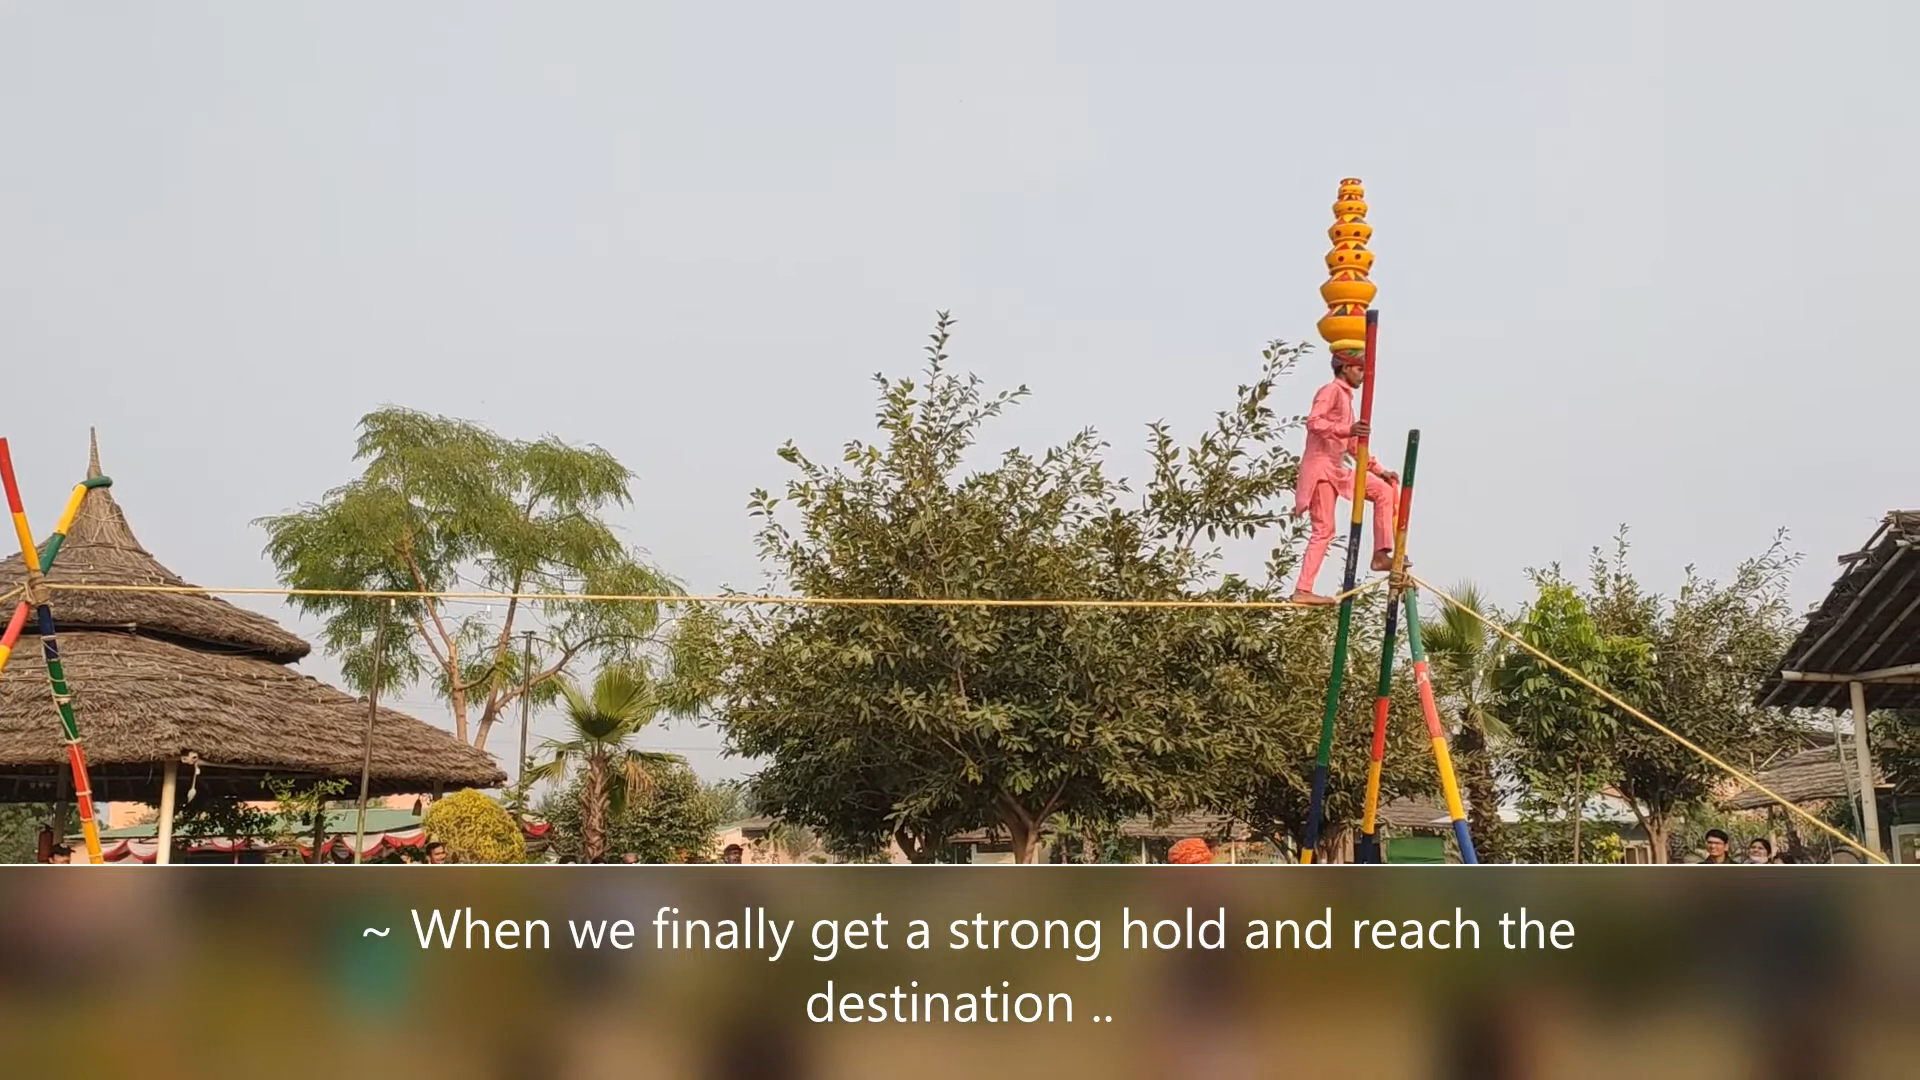 ~ When we finally get a strong hold and reach the
destination ..